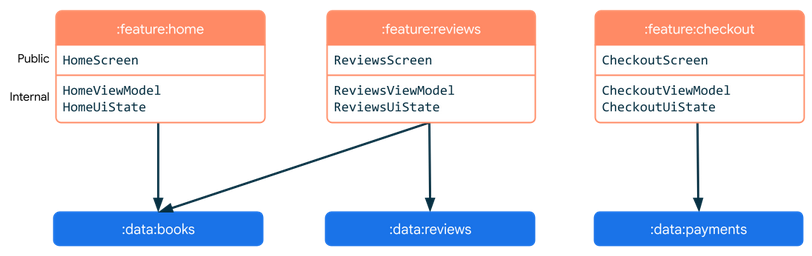 :feature:home
:feature:reviews
:feature:checkout
Public
HomeScreen
ReviewsScreen
CheckoutScreen
Internal
HomeViewModel
HomeUiState
ReviewsViewModel
ReviewsUiState
CheckoutViewModel
CheckoutUiState
:data:books
:data:reviews
:data:payments